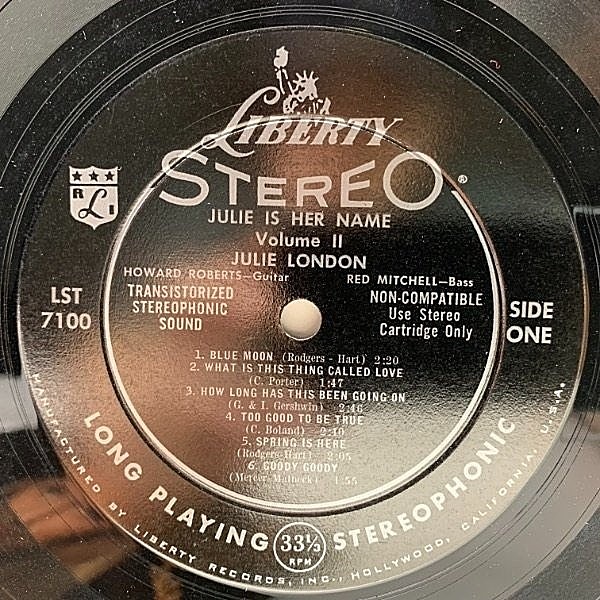 LIBERTY
STEREO®
RLI
JULIE IS HER NAME
Volume II
JULIE LONDON
HOWARD ROBERTS—Guitar
RED MITCHELL—Bass
LST
7100
TRANSISTORIZED
STEREOPHONIC
SOUND
NON-COMPATIBLE
Use Stereo
Cartridge Only
SIDE
ONE
1. BLUE MOON (Rodgers - Hart) 2:20
2. WHAT IS THIS THING CALLED LOVE
(C. Porter) 1:47
3. HOW LONG HAS THIS BEEN GOING ON
(G. & I. Gershwin) 2:46
4. TOO GOOD TO BE TRUE
(C. Boland) 2:40
5. SPRING IS HERE
(Rodgers-Hart) 2:05
6. GOODY GOODY
(Mercer-Malneck) 1:55
LONG PLAYING 33⅓ RPM STEREOPHONIC
MANUFACTURED BY LIBERTY RECORDS, INC., HOLLYWOOD, CALIFORNIA, U.S.A.